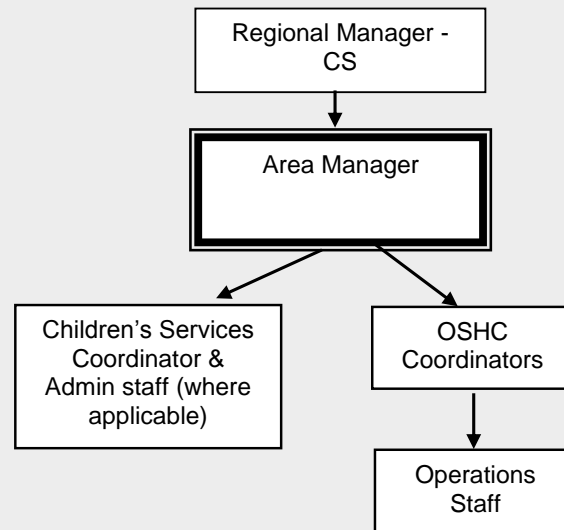 Regional Manager -
CS
Area Manager
Children’s Services
Coordinator &
Admin staff (where
applicable)
OSHC
Coordinators
Operations
Staff